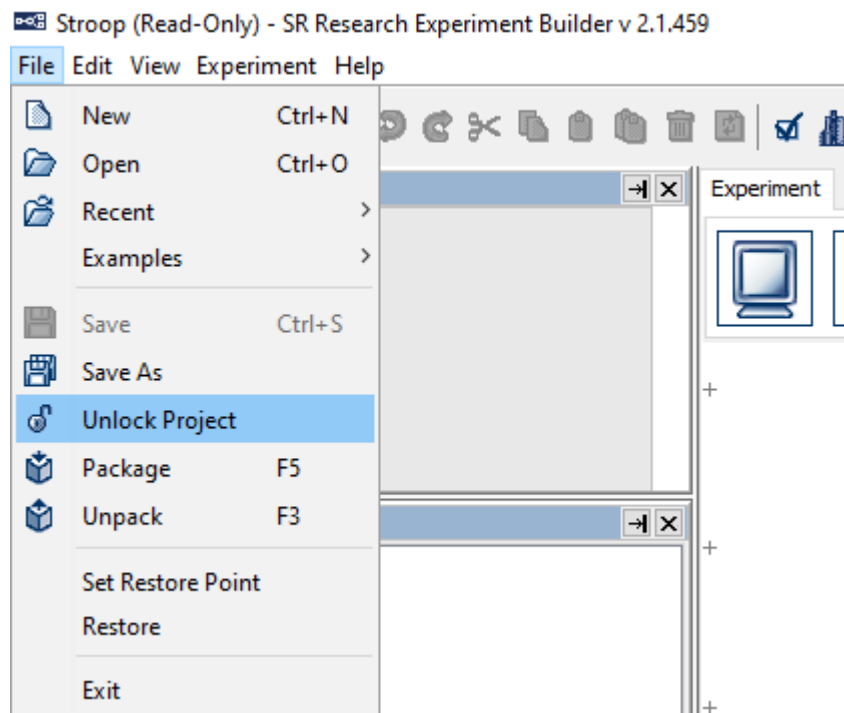 Stroop (Read-Only) - SR Research Experiment Builder v 2.1.459
File Edit View Experiment Help
New Ctrl+N
Open Ctrl+O
Recent
Examples
Save Ctrl+S
Save As
Unlock Project
Package F5
Unpack F3
Set Restore Point
Restore
Exit
Experiment